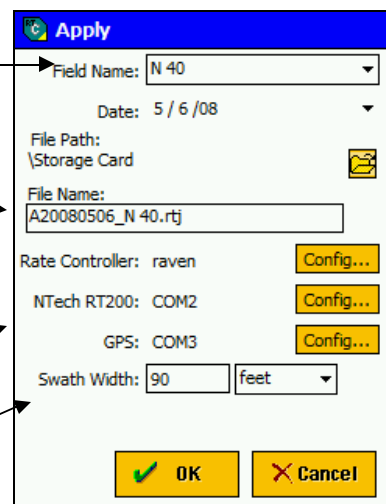 Apply
Field Name: N 40
Date: 5 / 6 /08
File Path:
\Storage Card
File Name:
A20080506_N 40.rtj
Rate Controller: raven Config...
NTech RT200: COM2 Config...
GPS: COM3 Config...
Swath Width: 90 feet
OK Cancel